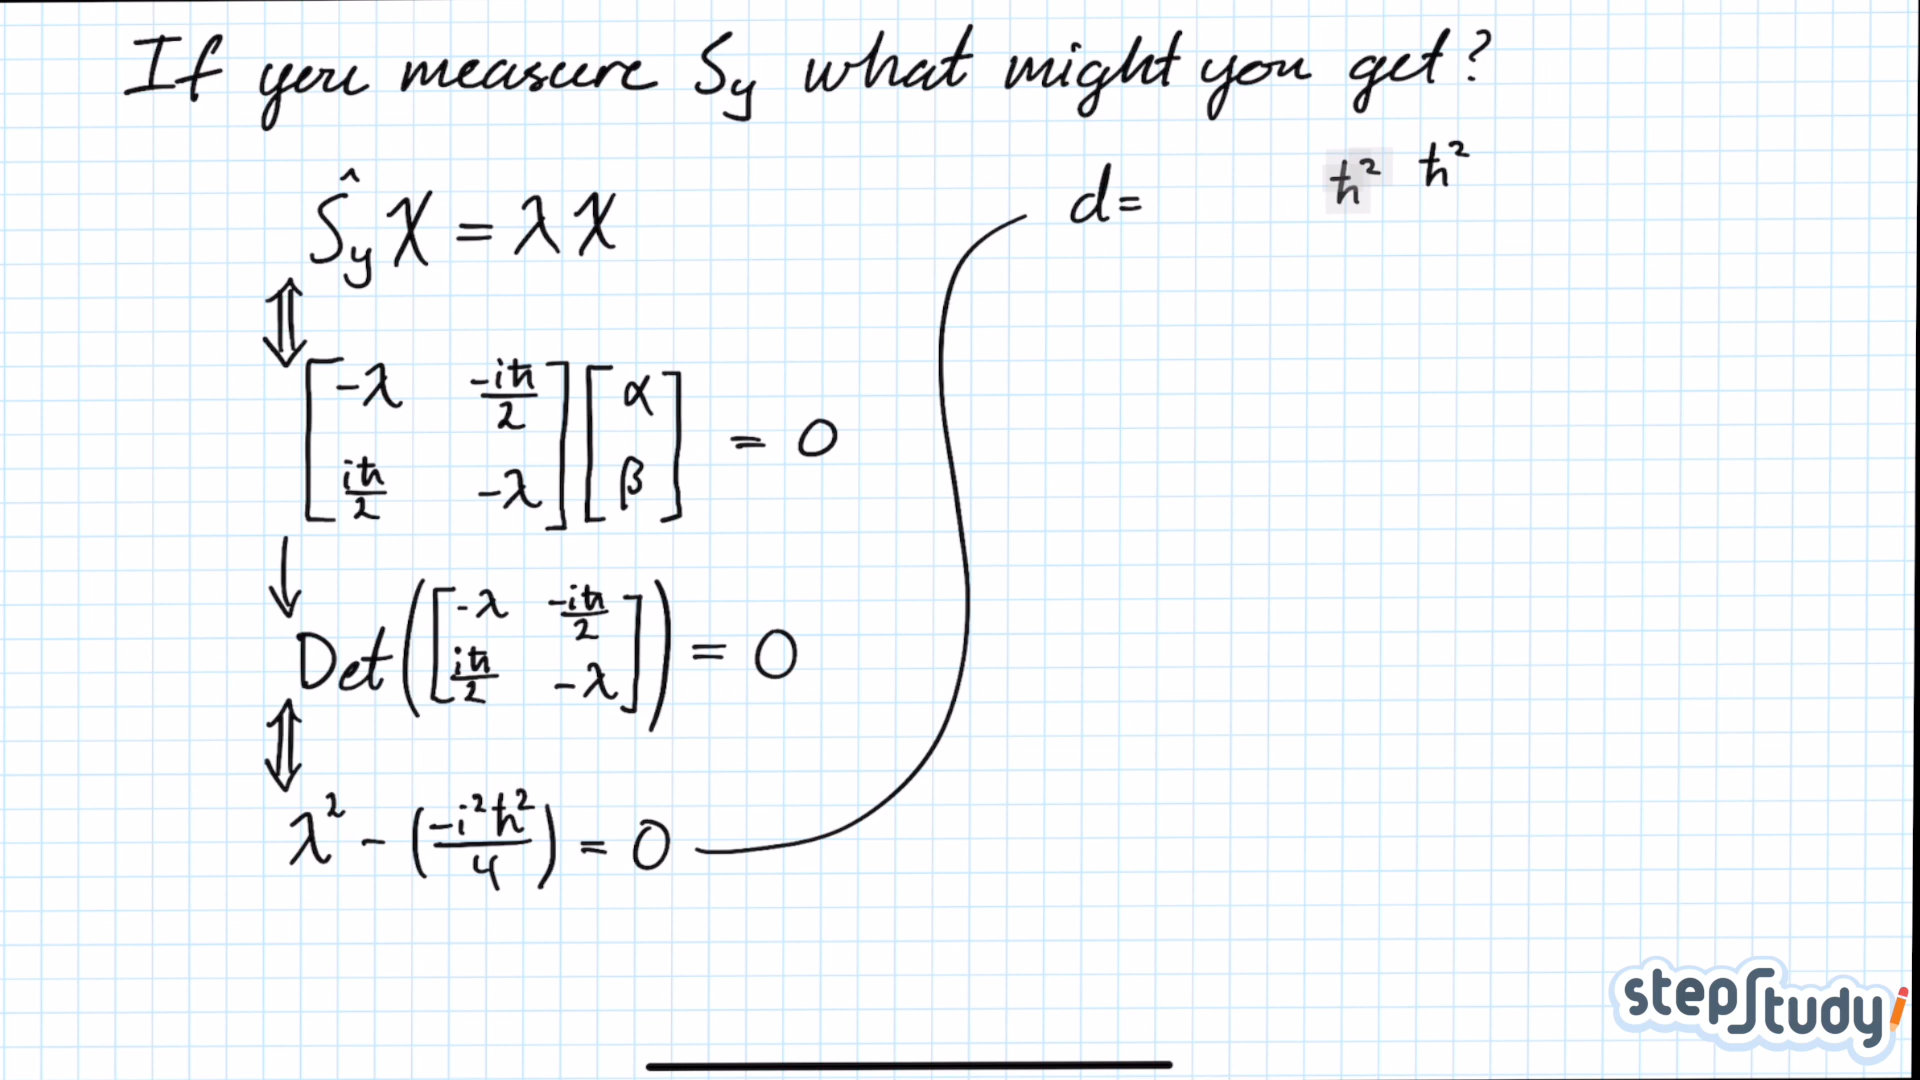 If you measure Sy what might you get?
Ŝy χ = λ χ
[-λ -iħ/2; iħ/2 -λ] [α; β] = 0
Det([-λ -iħ/2; iħ/2 -λ]) = 0
λ² - (-i²ħ²/4) = 0
d=
ħ² ħ²
stepStudy